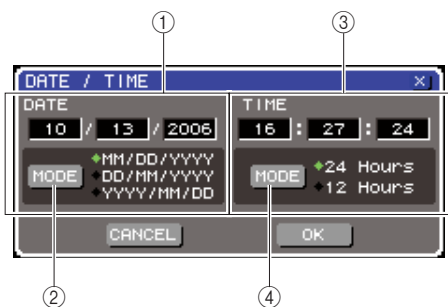 ① ③
DATE / TIME ×
DATE
10 / 13 / 2006
MODE
MM/DD/YYYY
DD/MM/YYYY
YYYY/MM/DD
TIME
16 : 27 : 24
MODE
24 Hours
12 Hours
CANCEL OK
② ④